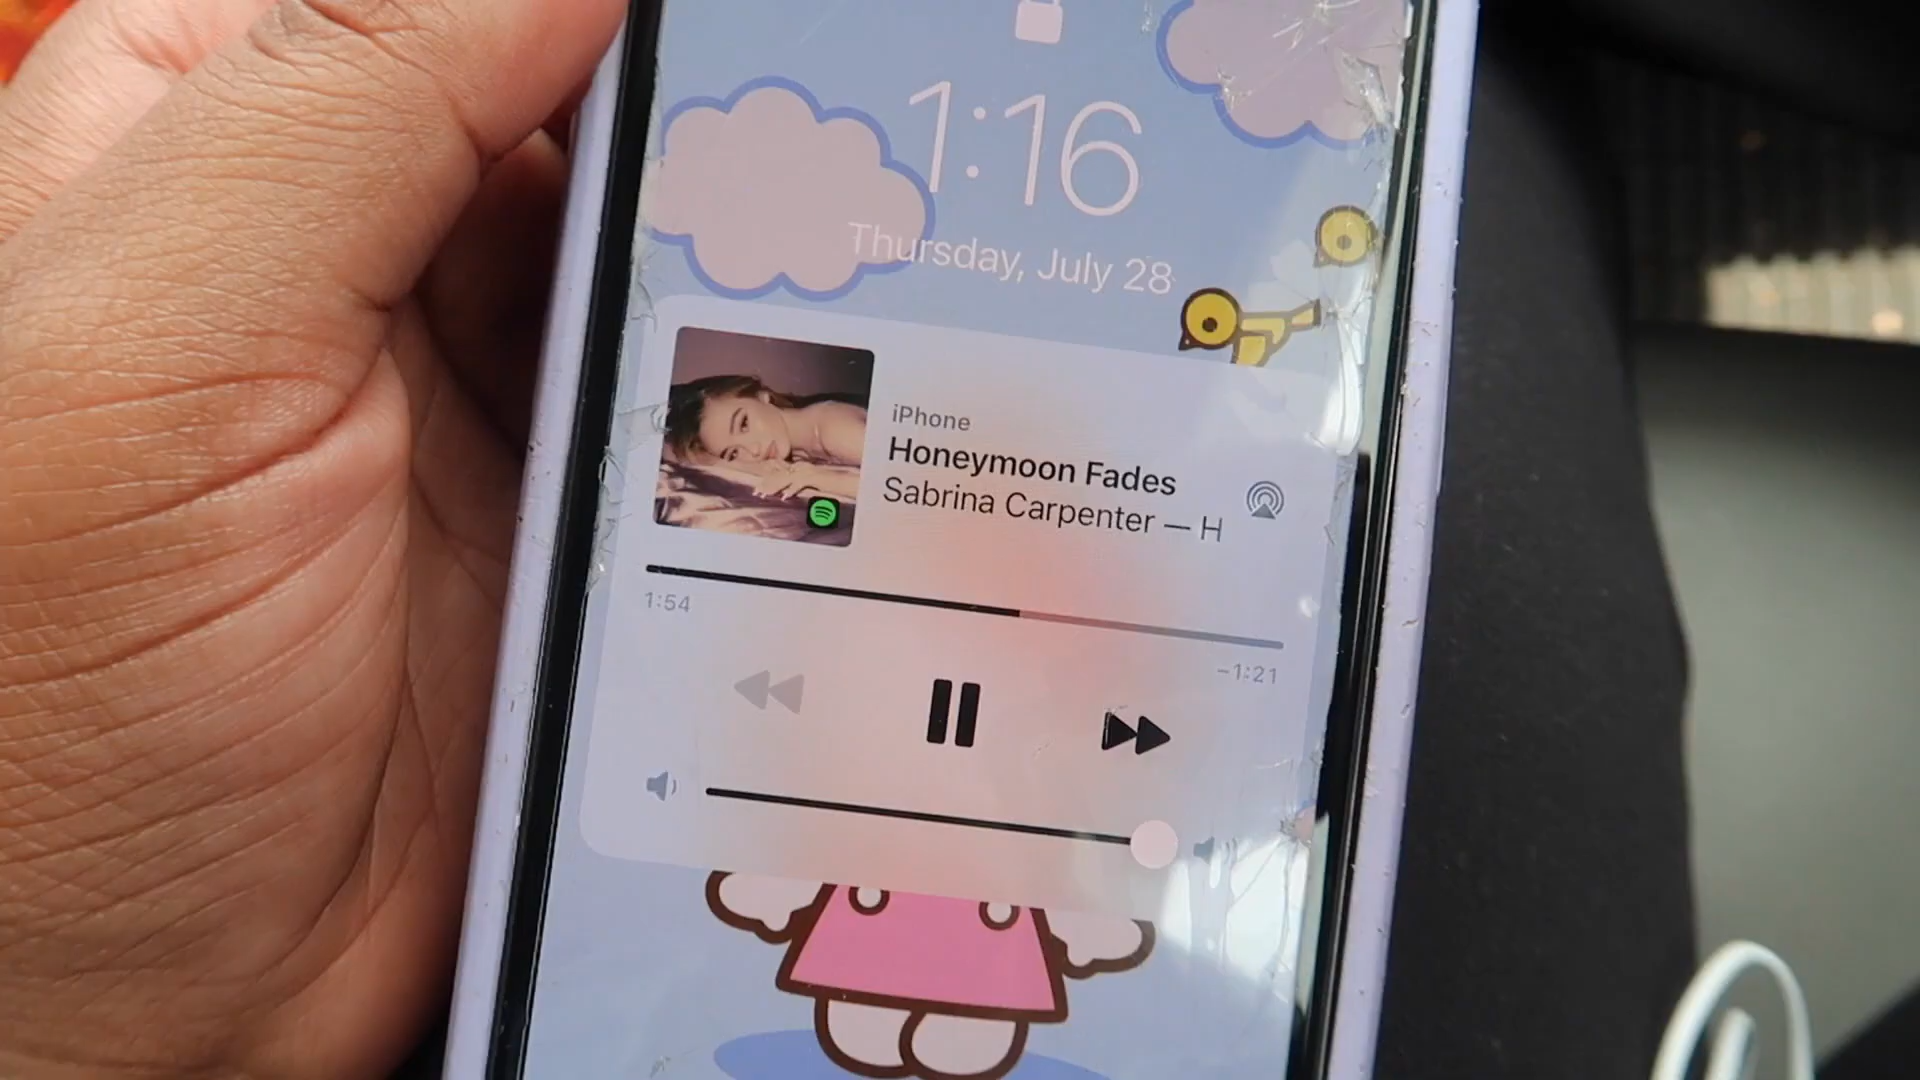 1:16
Thursday, July 28
iPhone
Honeymoon Fades
Sabrina Carpenter — H
1:54
-1:21